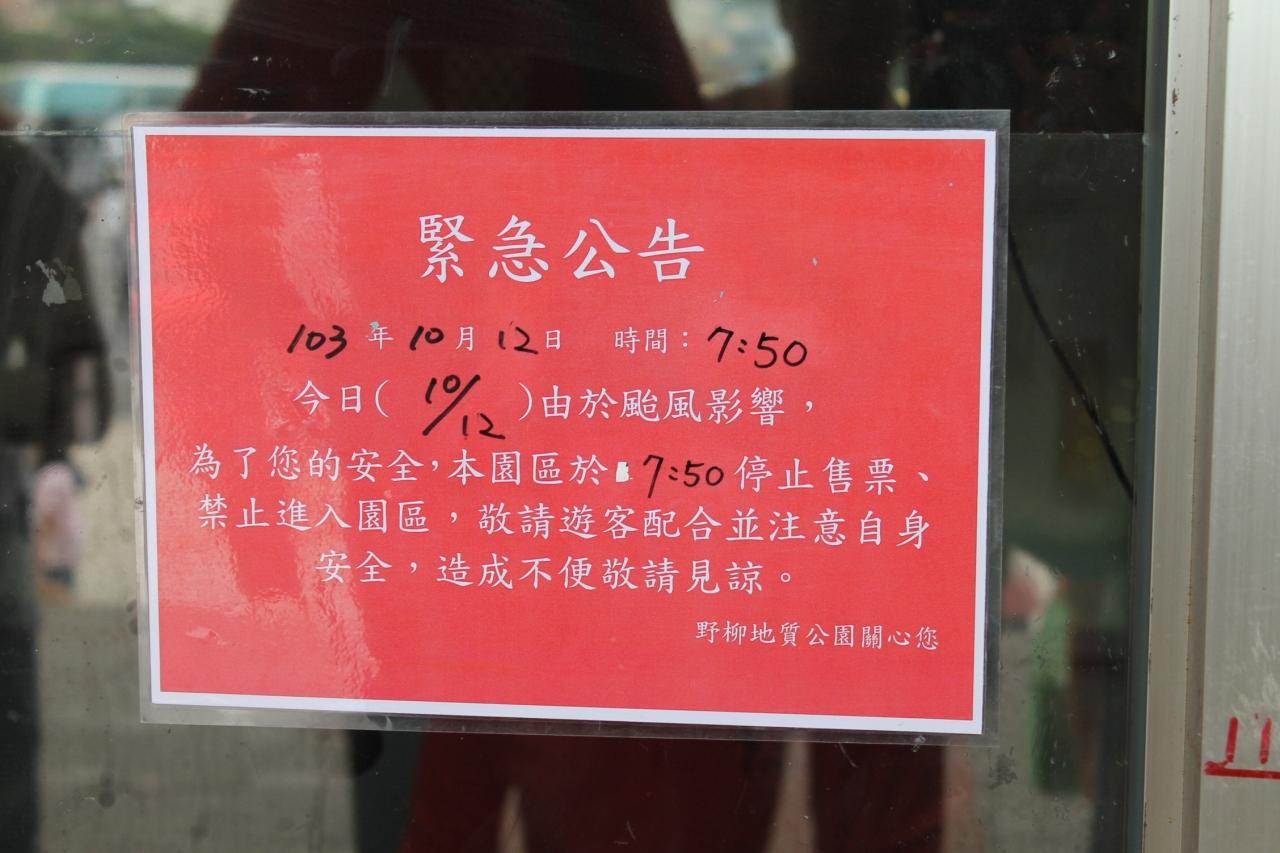 緊急公告
103年10月12日 時間：7:50
今日(10/12)由於颱風影響，
為了您的安全，本園區於7:50停止售票、
禁止進入園區，敬請遊客配合並注意自身
安全，造成不便敬請見諒。
野柳地質公園關心您